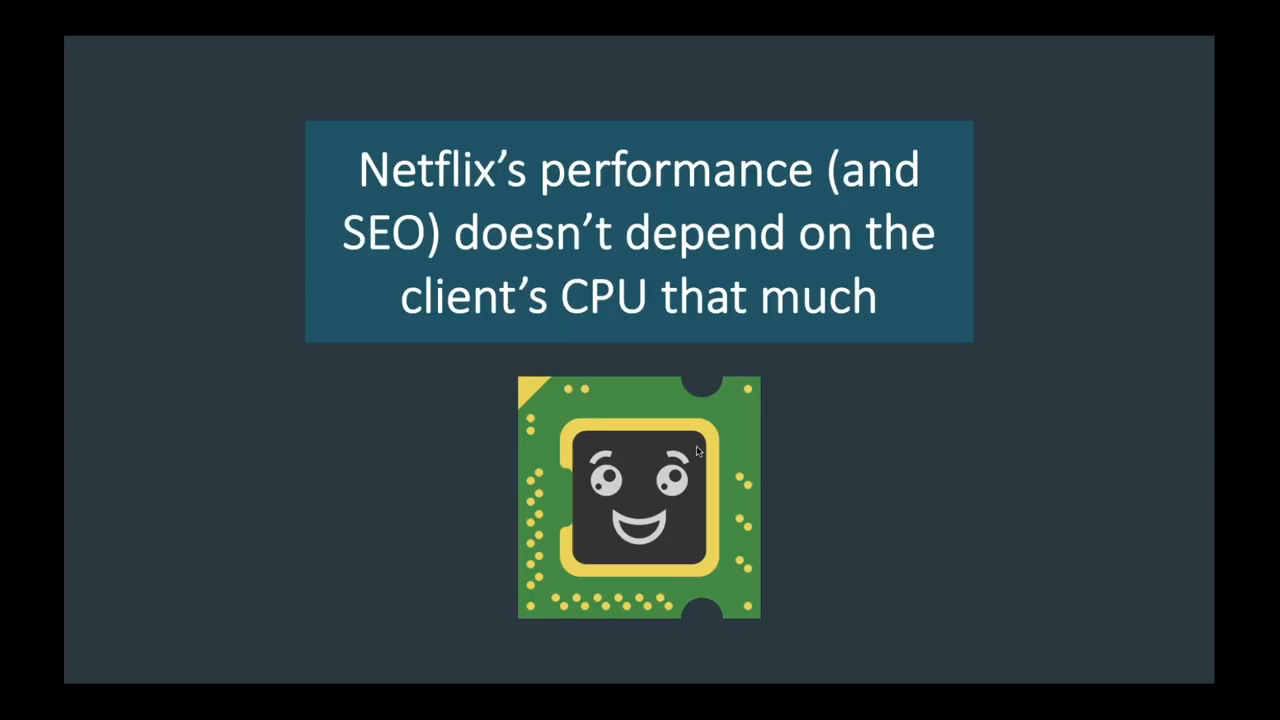 Netflix’s performance (and
SEO) doesn’t depend on the
client’s CPU that much